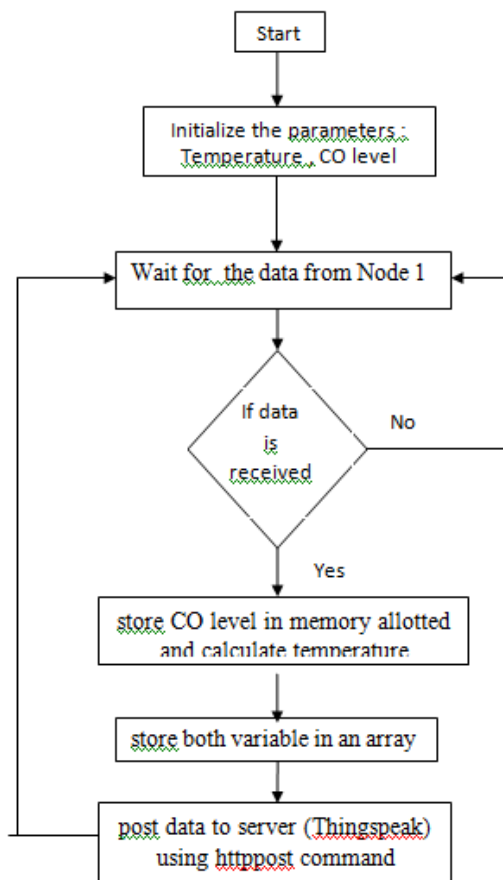 Start
Initialize the parameters :
Temperature , CO level
Wait for the data from Node 1
If data
is
received
No
Yes
store CO level in memory allotted
and calculate temperature
store both variable in an array
post data to server (Thingspeak)
using httppost command